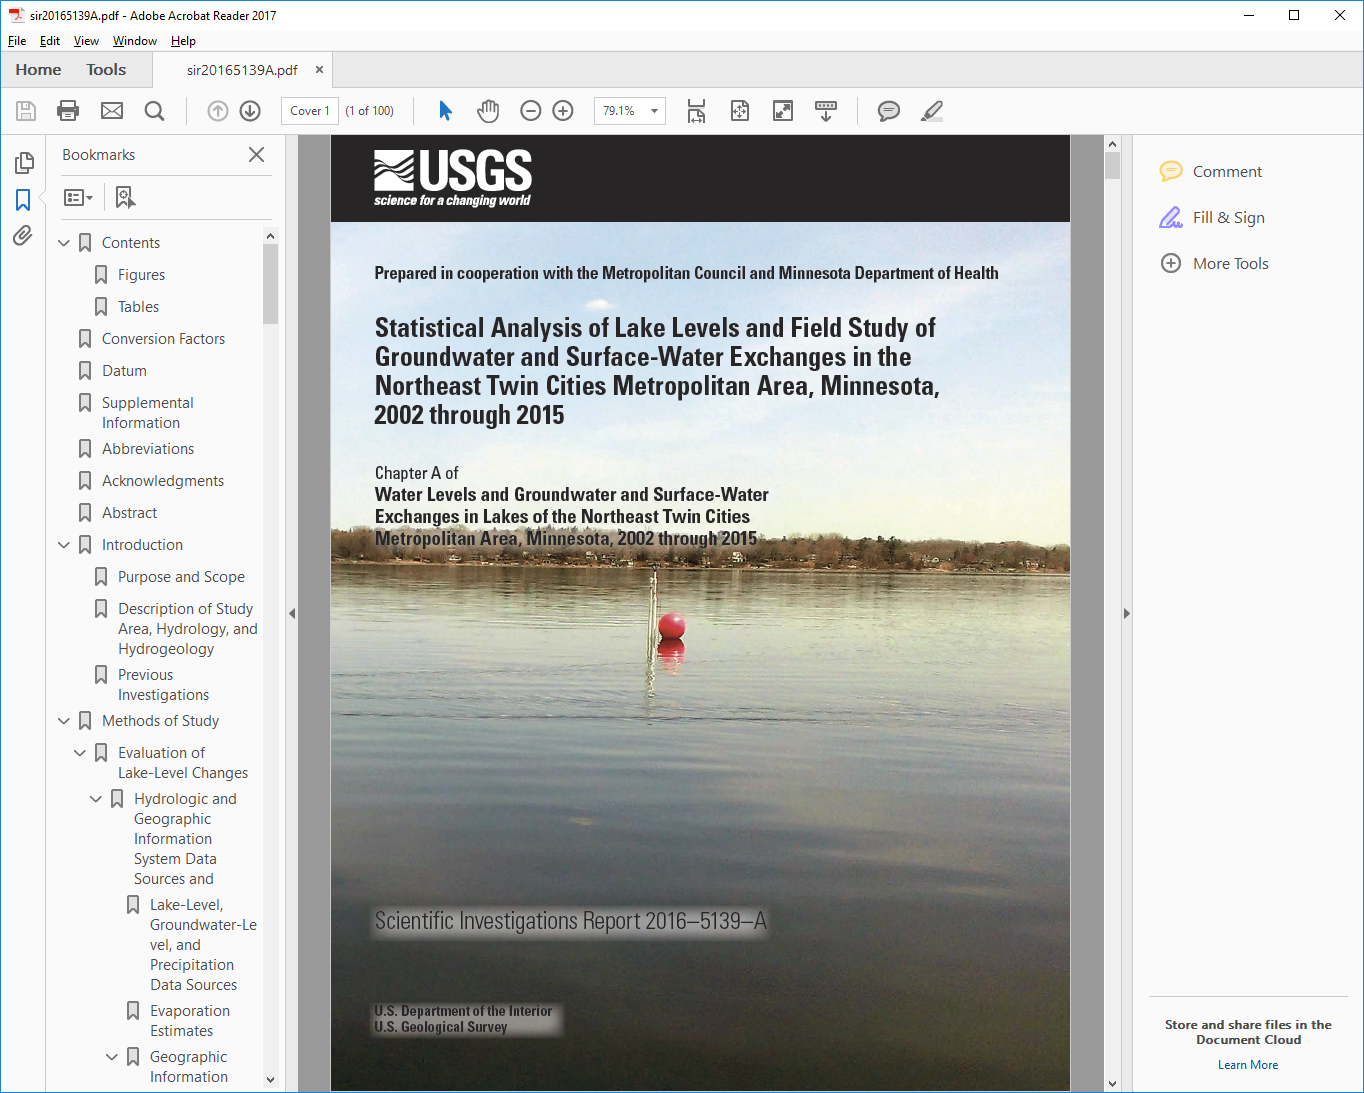 sir20165139A.pdf - Adobe Acrobat Reader 2017
File Edit View Window Help
Home Tools sir20165139A.pdf ×
Cover 1 (1 of 100) 79.1%
Bookmarks
Contents
Figures
Tables
Conversion Factors
Datum
Supplemental
Information
Abbreviations
Acknowledgments
Abstract
Introduction
Purpose and Scope
Description of Study
Area, Hydrology, and
Hydrogeology
Previous
Investigations
Methods of Study
Evaluation of
Lake-Level Changes
Hydrologic and
Geographic
Information
System Data
Sources and
Lake-Level,
Groundwater-Le
vel, and
Precipitation
Data Sources
Evaporation
Estimates
Geographic
Information
USGS
science for a changing world
Prepared in cooperation with the Metropolitan Council and Minnesota Department of Health
Statistical Analysis of Lake Levels and Field Study of
Groundwater and Surface-Water Exchanges in the
Northeast Twin Cities Metropolitan Area, Minnesota,
2002 through 2015
Chapter A of
Water Levels and Groundwater and Surface-Water
Exchanges in Lakes of the Northeast Twin Cities
Metropolitan Area, Minnesota, 2002 through 2015
Scientific Investigations Report 2016–5139–A
U.S. Department of the Interior
U.S. Geological Survey
Comment
Fill & Sign
More Tools
Store and share files in the
Document Cloud
Learn More